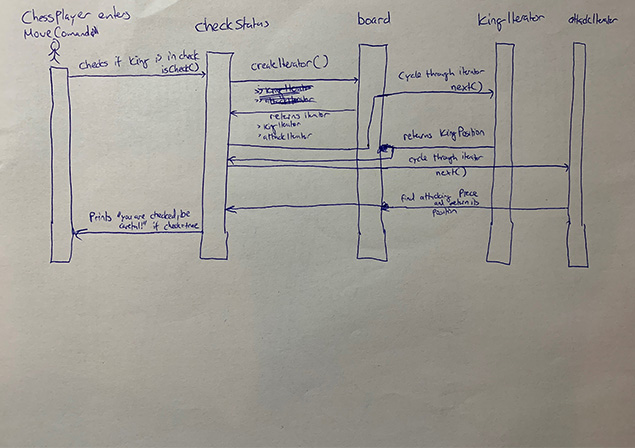 ChessPlayer enters
MoveComand
checkStatus
board
King-Iterator
attackIterator
Checks if King is in check
isCheck()
createIterator()
> KingIterator
> attackIterator
returns iterator
> KingIterator
> attackIterator
Cycle through iterator
next()
returns KingPosition
cycle through iterator
next()
find attacking Piece
and return its
position
Prints "you are checked, be
carefull!" if check = true